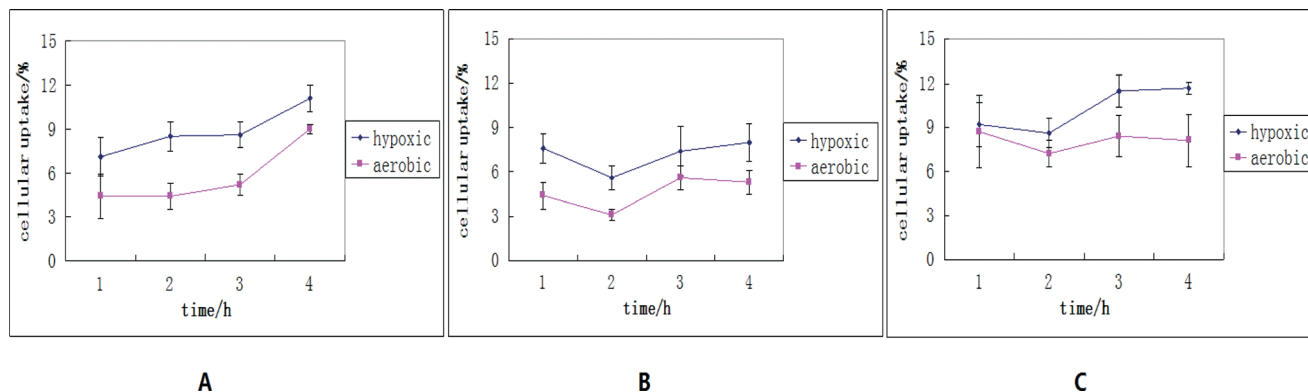 cellular uptake/%
15
12
9
6
3
0
1 2 3 4
time/h
hypoxic
aerobic
A
cellular uptake/%
15
12
9
6
3
0
1 2 3 4
time/h
hypoxic
aerobic
B
cellular uptake/%
15
12
9
6
3
0
1 2 3 4
time/h
hypoxic
aerobic
C